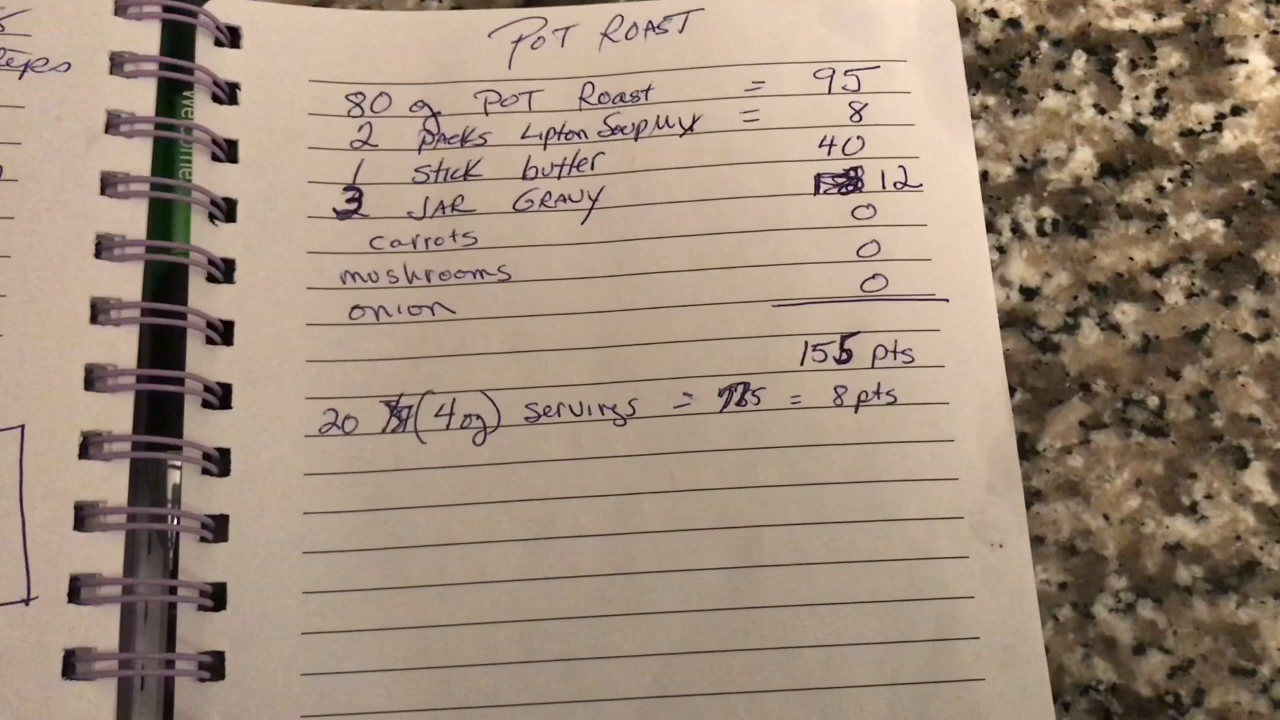 POT ROAST
80 g POT Roast = 95
2 packs Lipton Soup Mix = 8
1 stick butter 40
3 JAR GRAVY 12
carrots 0
mushrooms 0
onion 0
155 pts
20 (4 oz) servings = = 8 pts